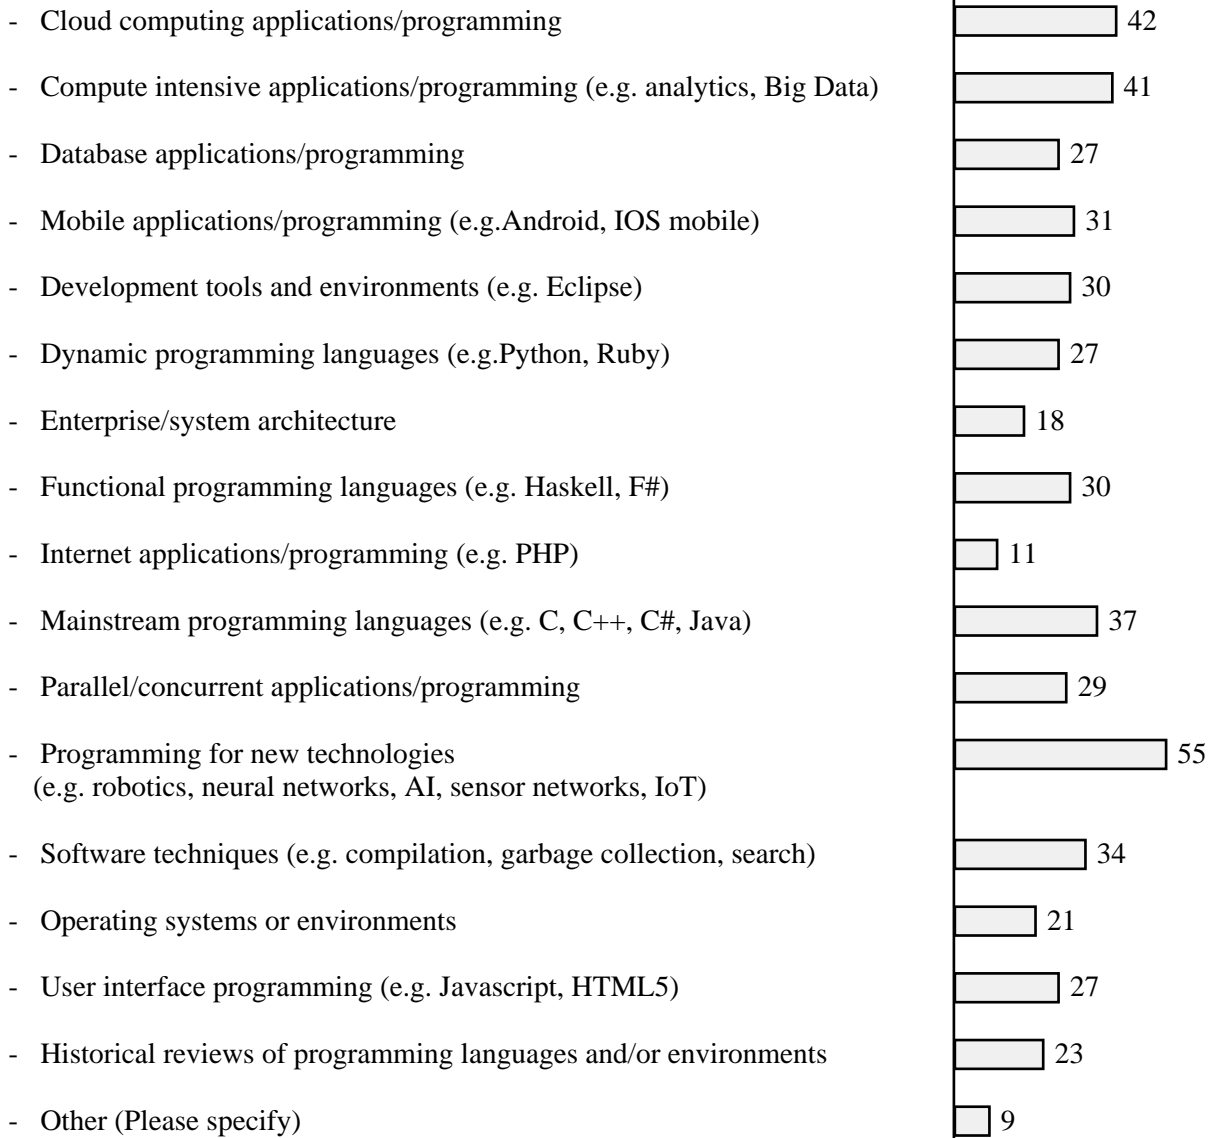 - Cloud computing applications/programming 42
- Compute intensive applications/programming (e.g. analytics, Big Data) 41
- Database applications/programming 27
- Mobile applications/programming (e.g.Android, IOS mobile) 31
- Development tools and environments (e.g. Eclipse) 30
- Dynamic programming languages (e.g.Python, Ruby) 27
- Enterprise/system architecture 18
- Functional programming languages (e.g. Haskell, F#) 30
- Internet applications/programming (e.g. PHP) 11
- Mainstream programming languages (e.g. C, C++, C#, Java) 37
- Parallel/concurrent applications/programming 29
- Programming for new technologies 55
(e.g. robotics, neural networks, AI, sensor networks, IoT)
- Software techniques (e.g. compilation, garbage collection, search) 34
- Operating systems or environments 21
- User interface programming (e.g. Javascript, HTML5) 27
- Historical reviews of programming languages and/or environments 23
- Other (Please specify) 9